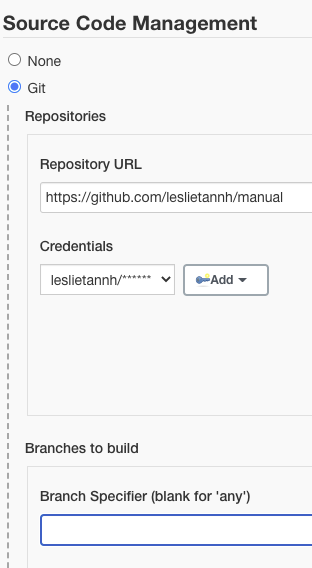 Source Code Management
None
Git
Repositories
Repository URL
https://github.com/leslietannh/manual
Credentials
leslietannh/******
Add
Branches to build
Branch Specifier (blank for 'any')